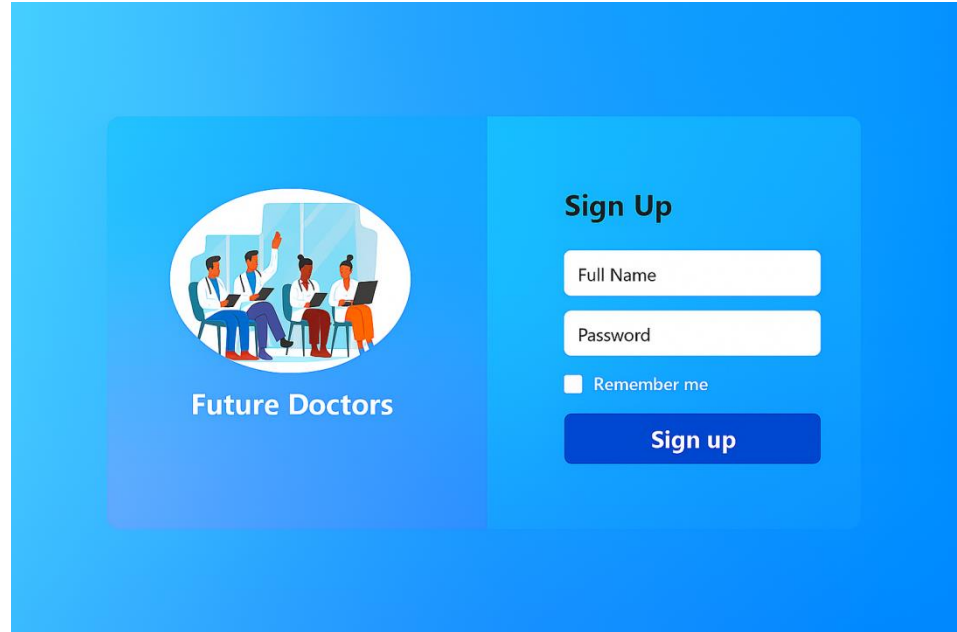 Future Doctors
Sign Up
Full Name
Password
Remember me
Sign up